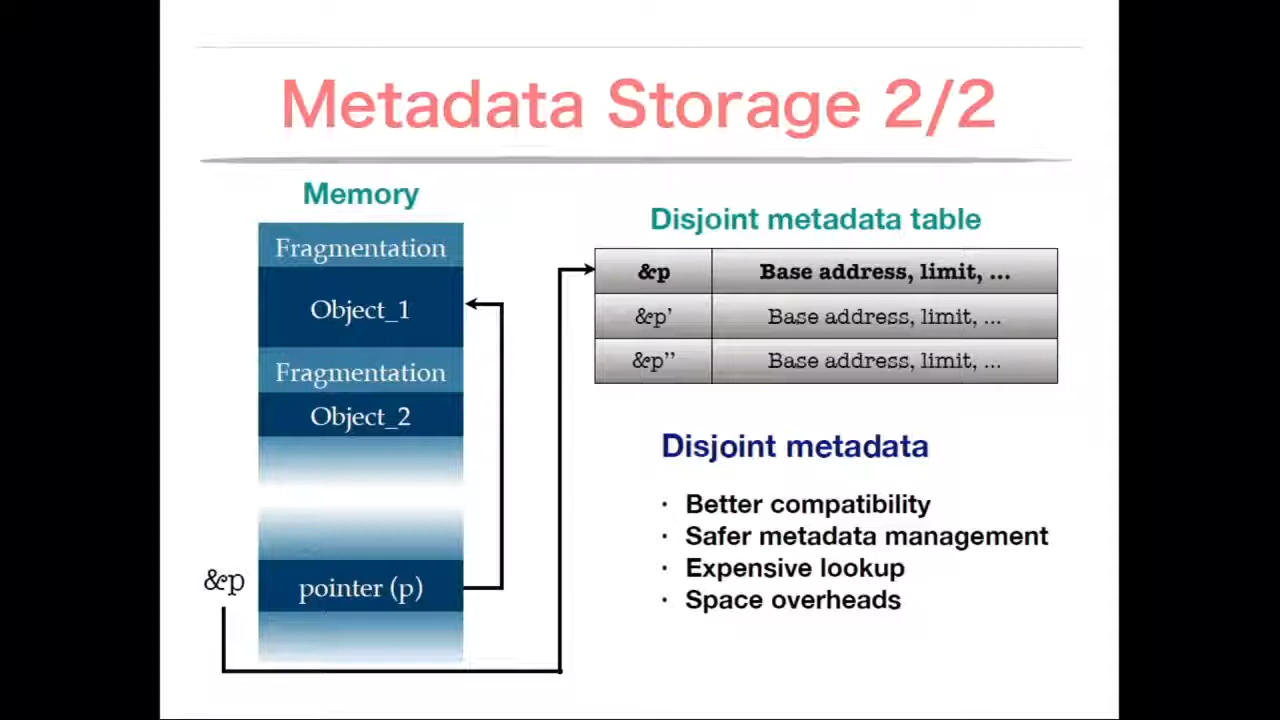 Metadata Storage 2/2
Memory
Fragmentation
Object_1
Fragmentation
Object_2
&p
pointer (p)
Disjoint metadata table
&p Base address, limit, ...
&p' Base address, limit, ...
&p'' Base address, limit, ...
Disjoint metadata
· Better compatibility
· Safer metadata management
· Expensive lookup
· Space overheads